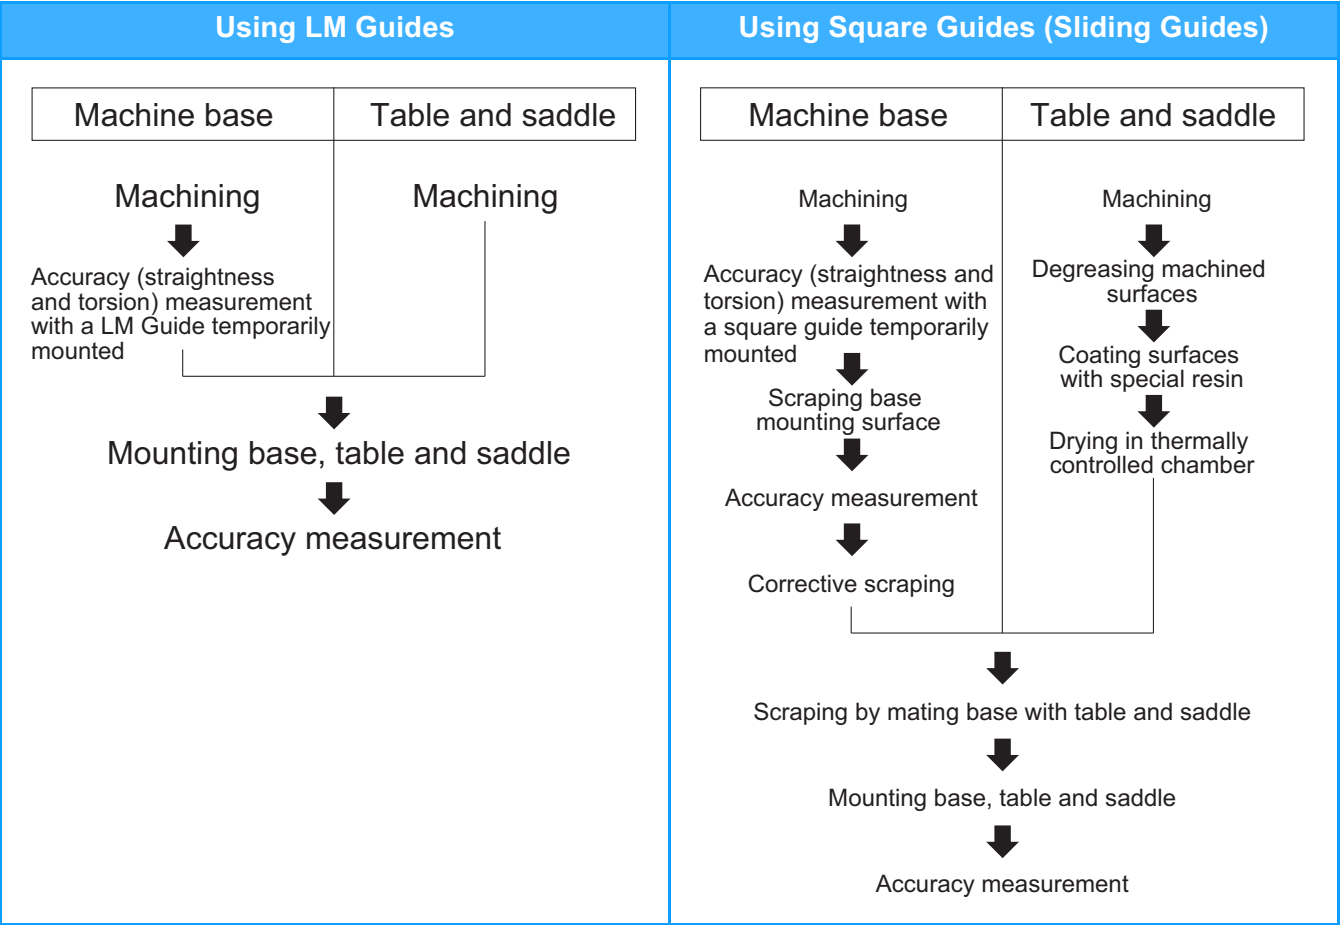 Using LM Guides
Machine base
Table and saddle
Machining
Machining
Accuracy (straightness
and torsion) measurement
with a LM Guide temporarily
mounted
Mounting base, table and saddle
Accuracy measurement
Using Square Guides (Sliding Guides)
Machine base
Table and saddle
Machining
Accuracy (straightness and
torsion) measurement with
a square guide temporarily
mounted
Scraping base
mounting surface
Accuracy measurement
Corrective scraping
Machining
Degreasing machined
surfaces
Coating surfaces
with special resin
Drying in thermally
controlled chamber
Scraping by mating base with table and saddle
Mounting base, table and saddle
Accuracy measurement